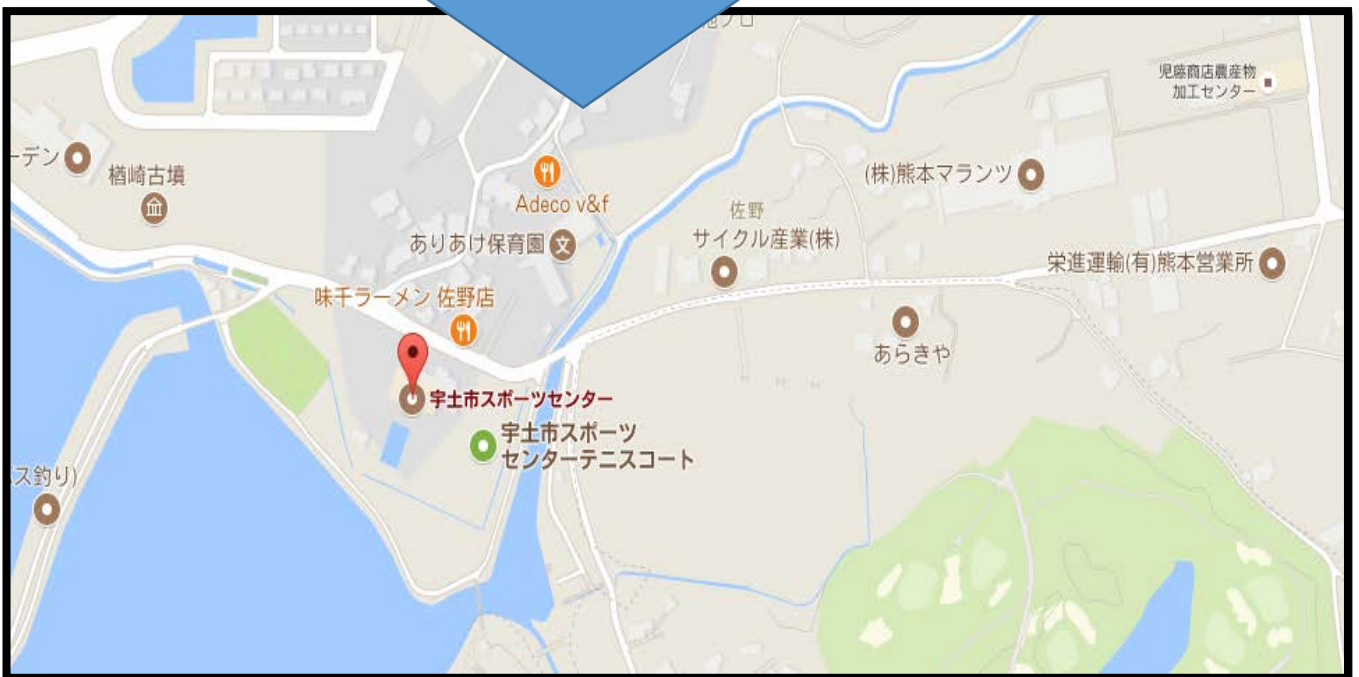 児藤商店農産物
加工センター
ーデン
楢崎古墳
(株)熊本マランツ
Adeco v&f
佐野
ありあけ保育園
サイクル産業(株)
栄進運輸(有)熊本営業所
味千ラーメン 佐野店
あらきや
宇土市スポーツセンター
宇土市スポーツ
センターテニスコート
ス釣り)